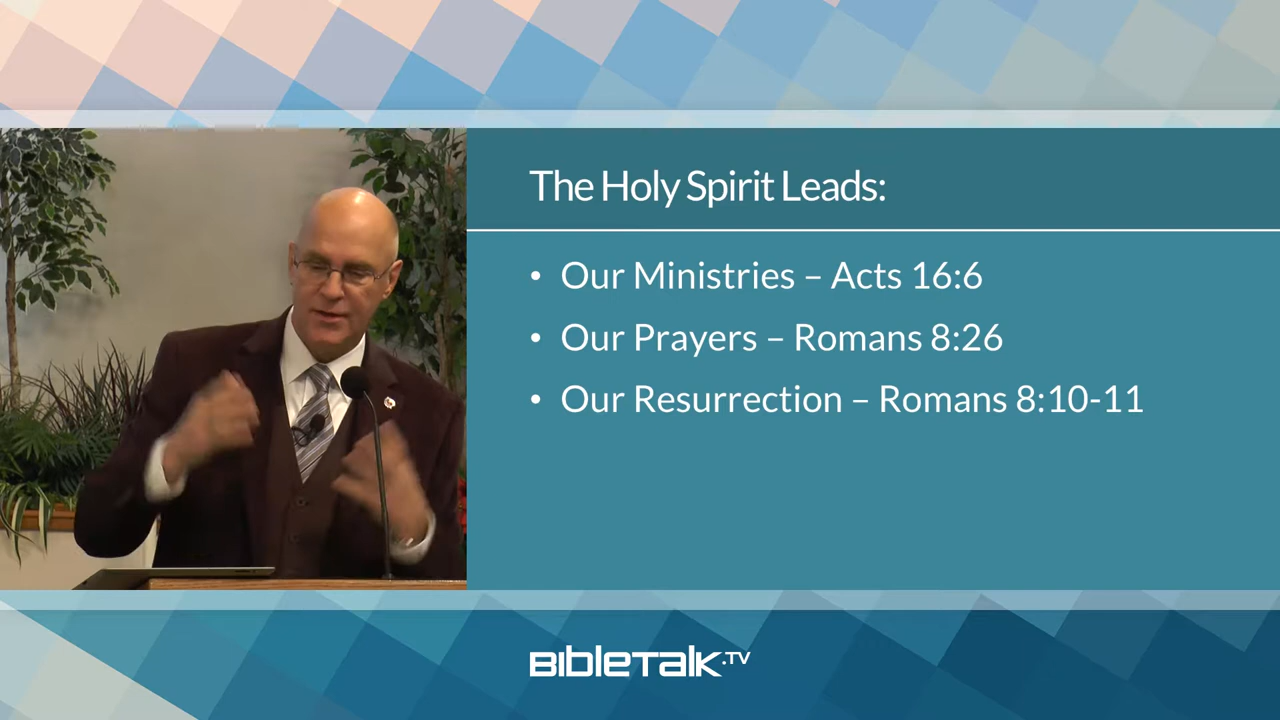 The Holy Spirit Leads:
• Our Ministries – Acts 16:6
• Our Prayers – Romans 8:26
• Our Resurrection – Romans 8:10-11
BIBLETALK.TV